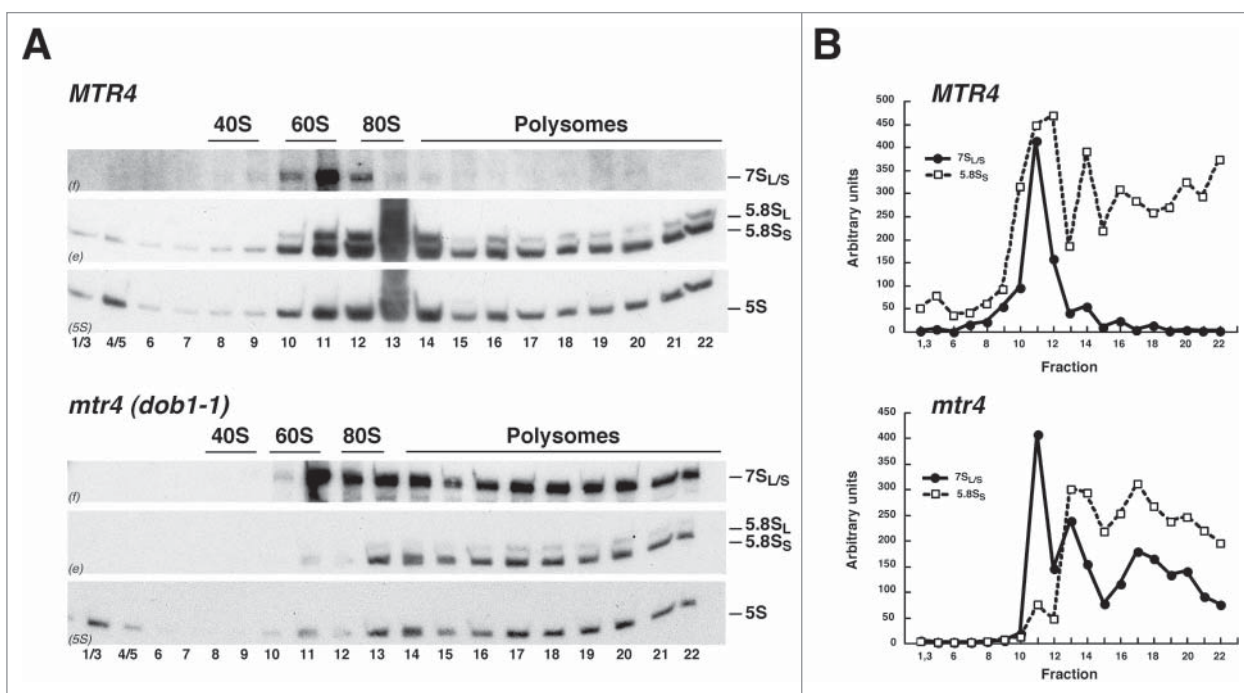 A
MTR4
40S 60S 80S Polysomes
(f) 7SL/S
(e) 5.8SL
5.8SS
(5S) 5S
1/3 4/5 6 7 8 9 10 11 12 13 14 15 16 17 18 19 20 21 22
mtr4 (dob1-1)
40S 60S 80S Polysomes
(f) 7SL/S
(e) 5.8SL
5.8SS
(5S) 5S
1/3 4/5 6 7 8 9 10 11 12 13 14 15 16 17 18 19 20 21 22
B
MTR4
500
450
400
350
300
250
200
150
100
50
0
Arbitrary units
7SL/S
5.8SS
1,3 6 8 10 12 14 16 18 20 22
Fraction
mtr4
450
400
350
300
250
200
150
100
50
0
Arbitrary units
7SL/S
5.8SS
1,3 6 8 10 12 14 16 18 20 22
Fraction